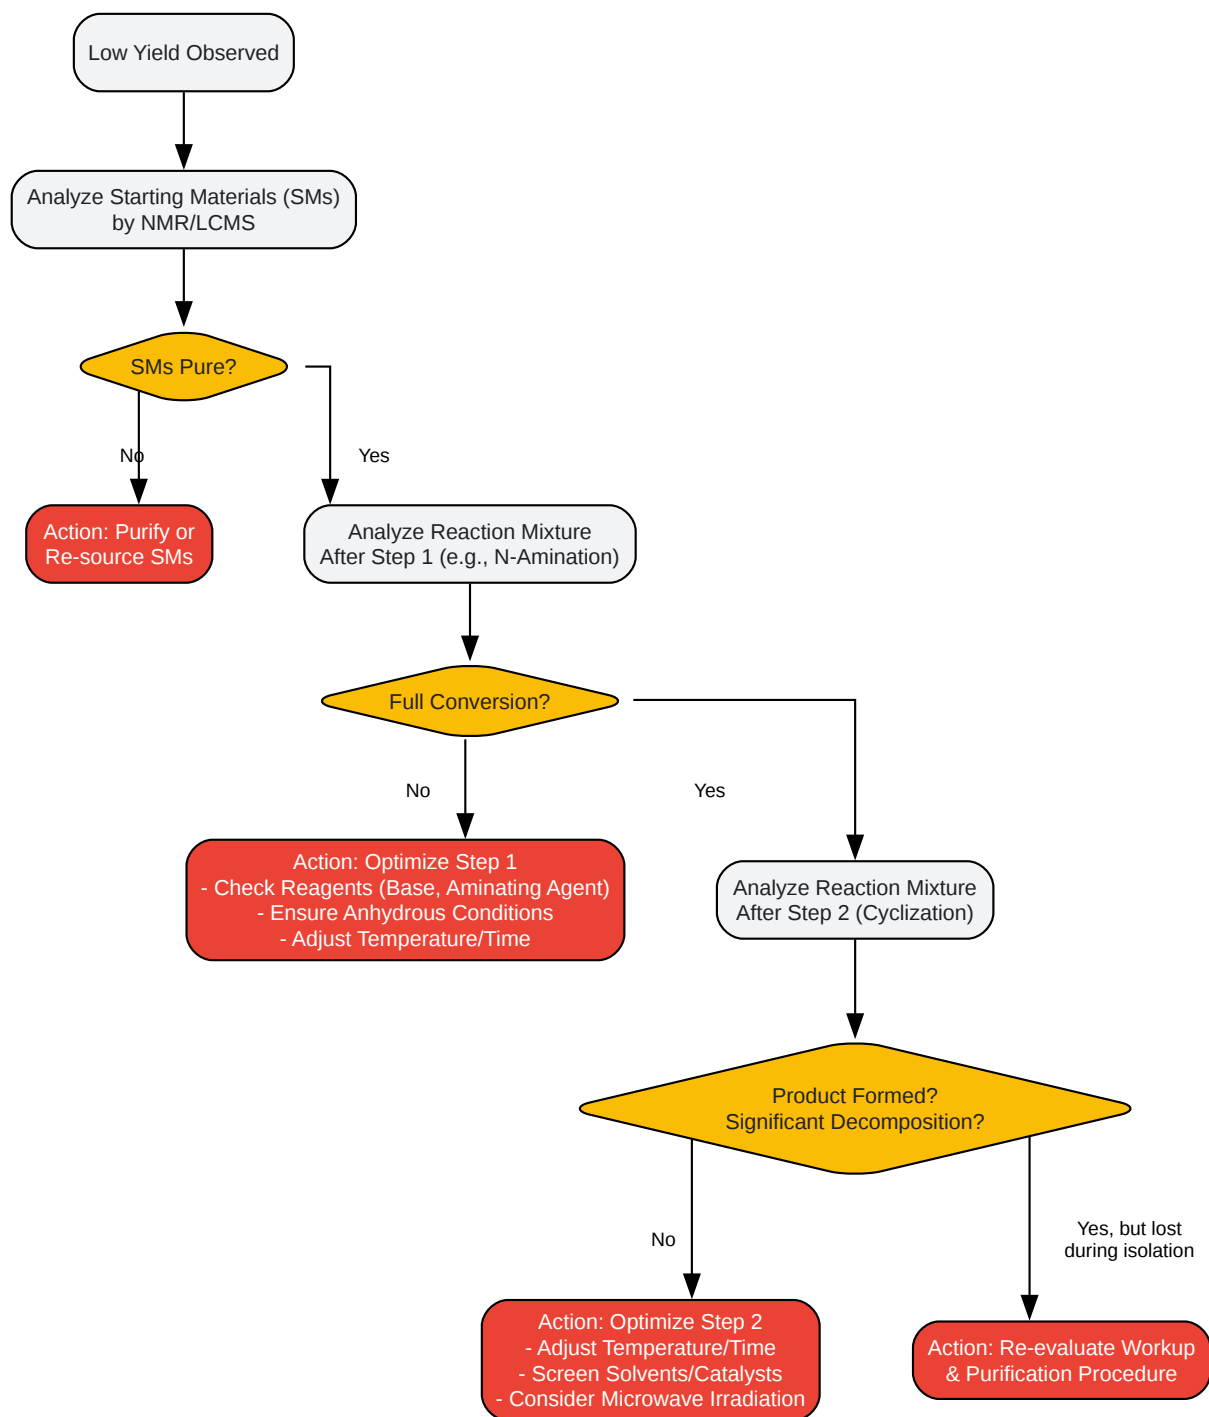 Low Yield Observed
Analyze Starting Materials (SMs)
by NMR/LCMS
SMs Pure?
No
Yes
Action: Purify or
Re-source SMs
Analyze Reaction Mixture
After Step 1 (e.g., N-Amination)
Full Conversion?
No
Yes
Action: Optimize Step 1
- Check Reagents (Base, Aminating Agent)
- Ensure Anhydrous Conditions
- Adjust Temperature/Time
Analyze Reaction Mixture
After Step 2 (Cyclization)
Product Formed?
Significant Decomposition?
No
Yes, but lost
during isolation
Action: Optimize Step 2
- Adjust Temperature/Time
- Screen Solvents/Catalysts
- Consider Microwave Irradiation
Action: Re-evaluate Workup
& Purification Procedure